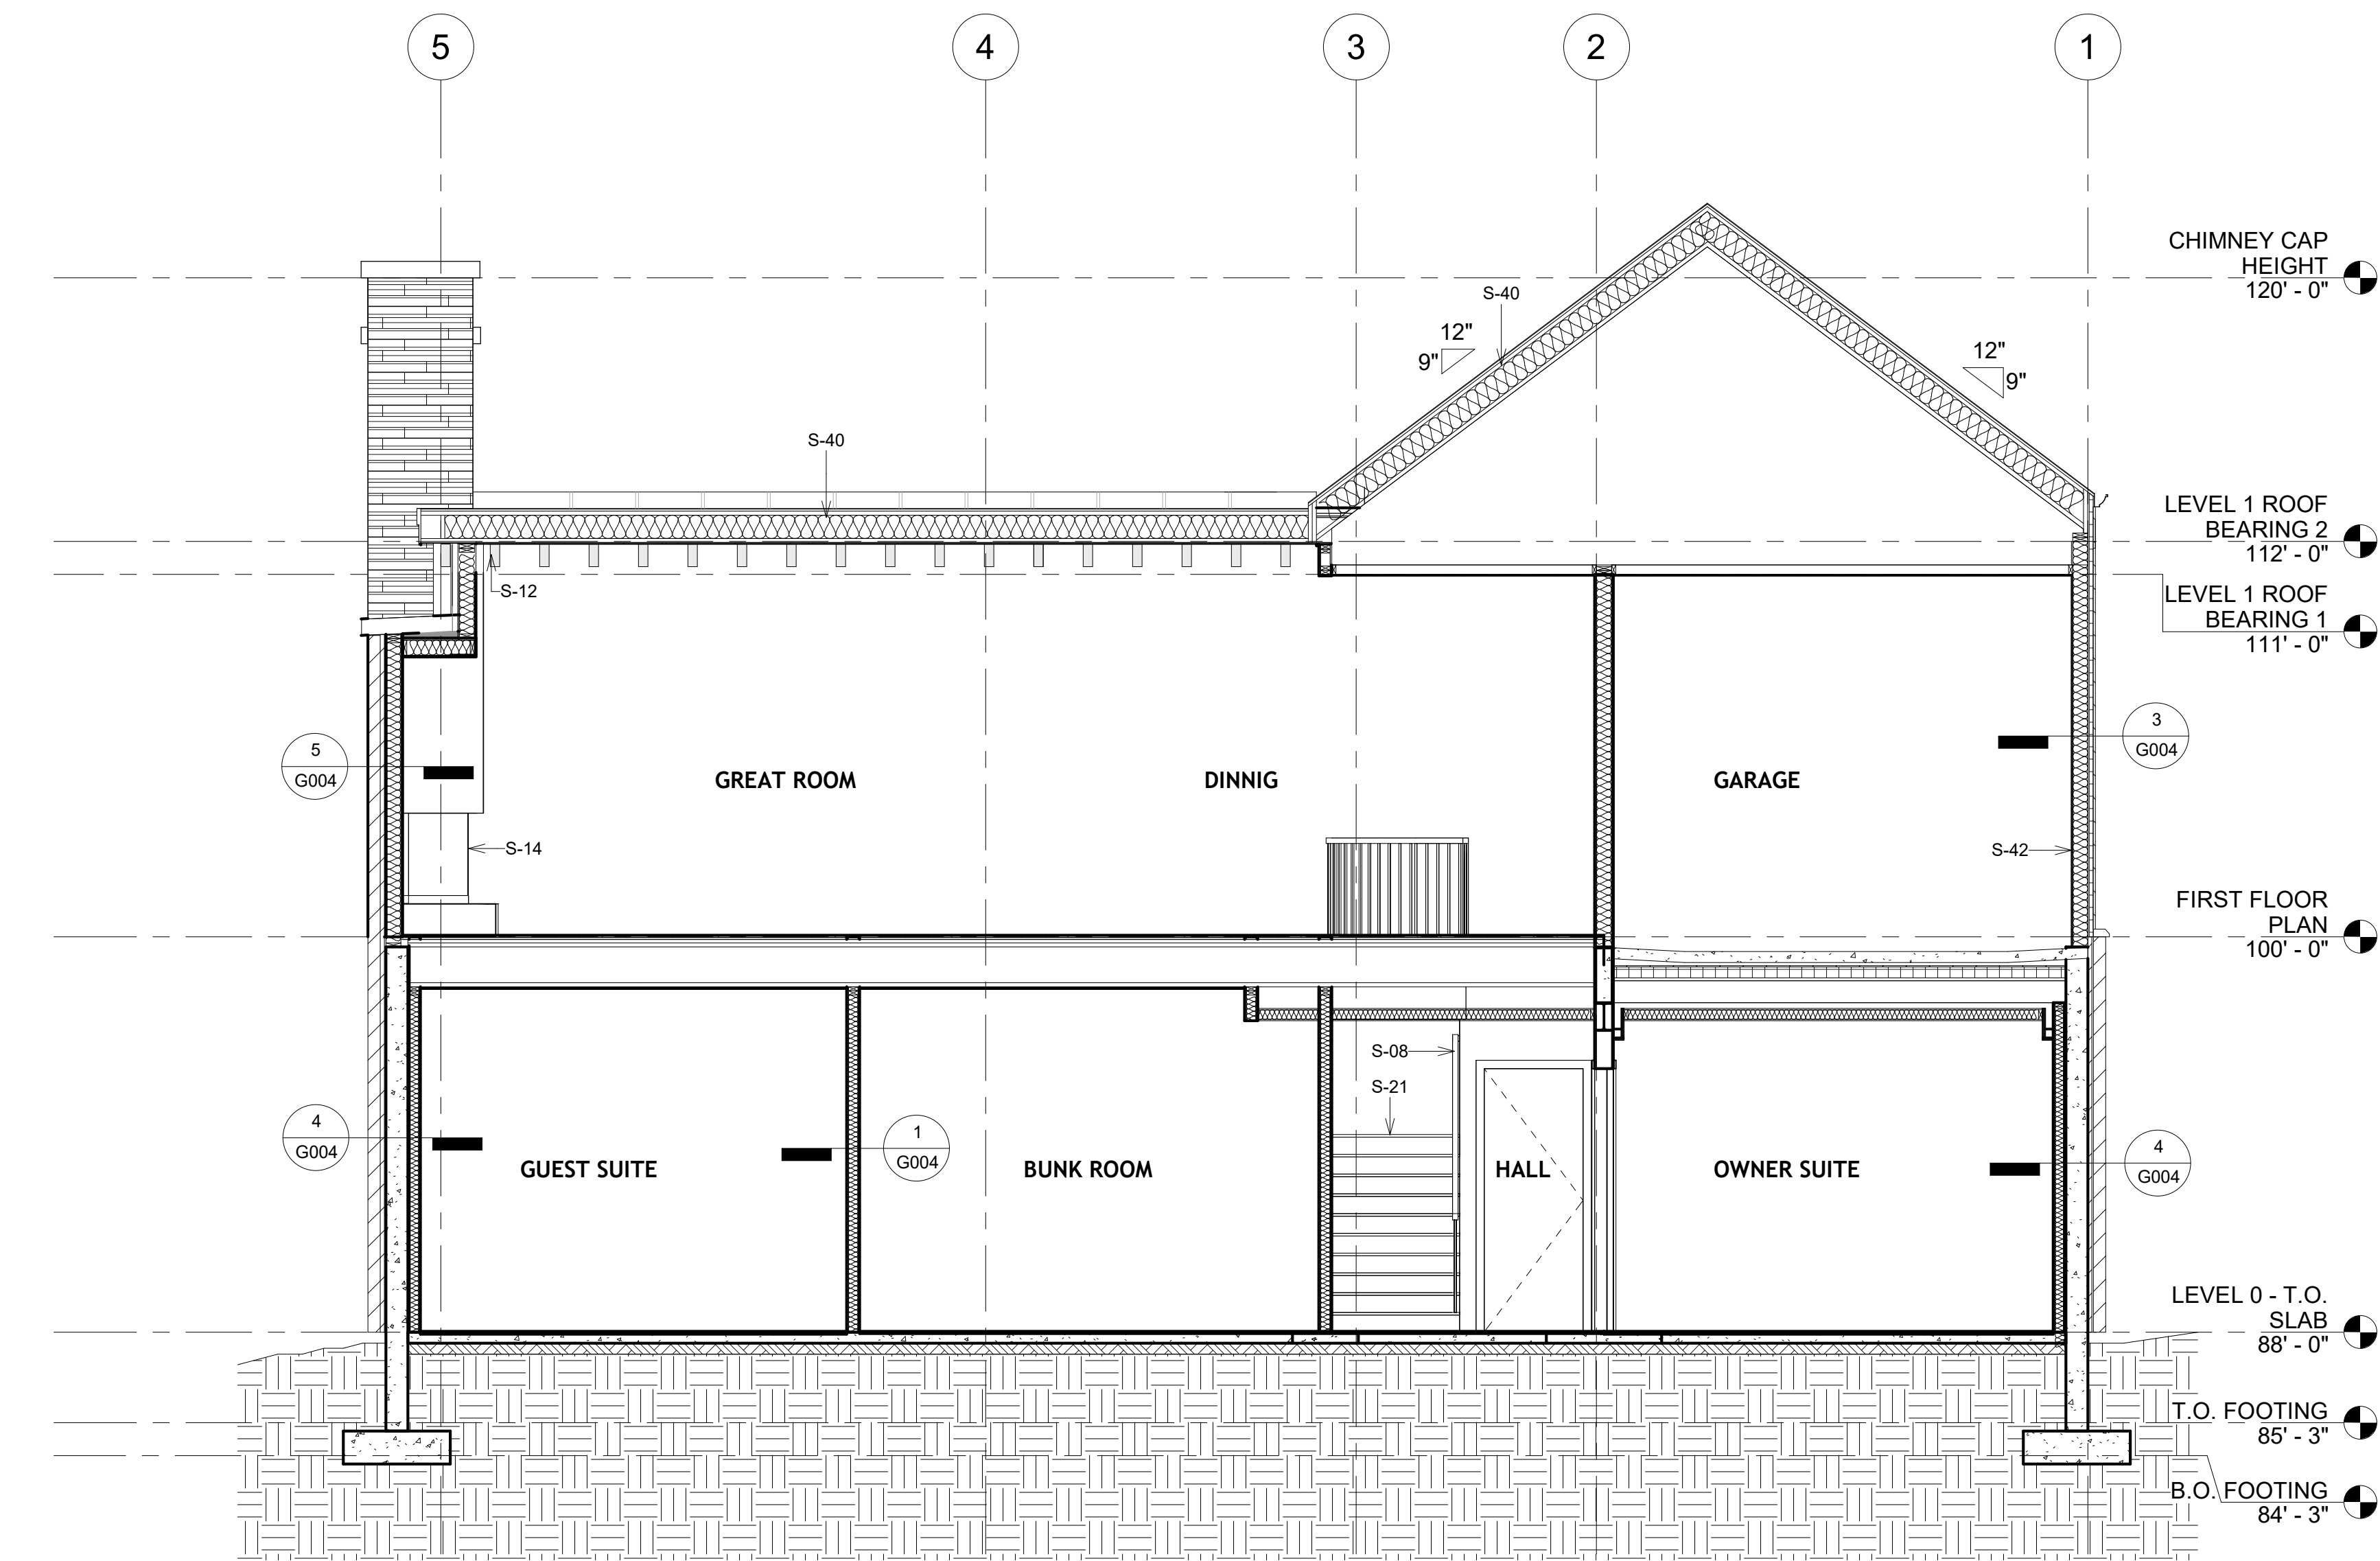 5
4
3
2
1
CHIMNEY CAP
HEIGHT
120' - 0"
S-40
12"
9"
12"
9"
S-40
LEVEL 1 ROOF
BEARING 2
112' - 0"
S-12
LEVEL 1 ROOF
BEARING 1
111' - 0"
5
G004
GREAT ROOM
DINNIG
GARAGE
3
G004
S-14
S-42
FIRST FLOOR
PLAN
100' - 0"
S-08
S-21
4
G004
GUEST SUITE
1
G004
BUNK ROOM
HALL
OWNER SUITE
4
G004
LEVEL 0 - T.O.
SLAB
88' - 0"
T.O. FOOTING
85' - 3"
B.O. FOOTING
84' - 3"